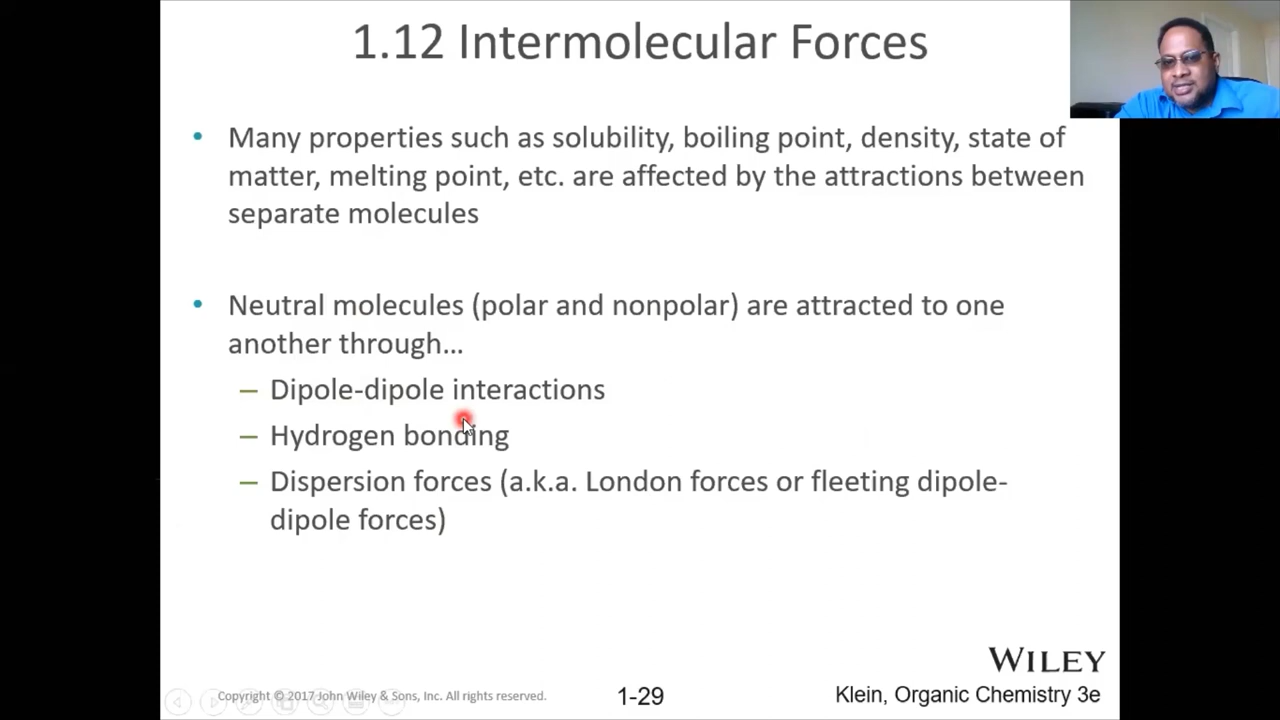 1.12 Intermolecular Forces
• Many properties such as solubility, boiling point, density, state of
matter, melting point, etc. are affected by the attractions between
separate molecules
• Neutral molecules (polar and nonpolar) are attracted to one
another through…
– Dipole-dipole interactions
– Hydrogen bonding
– Dispersion forces (a.k.a. London forces or fleeting dipole-
dipole forces)
WILEY
Copyright © 2017 John Wiley & Sons, Inc. All rights reserved.
1-29
Klein, Organic Chemistry 3e